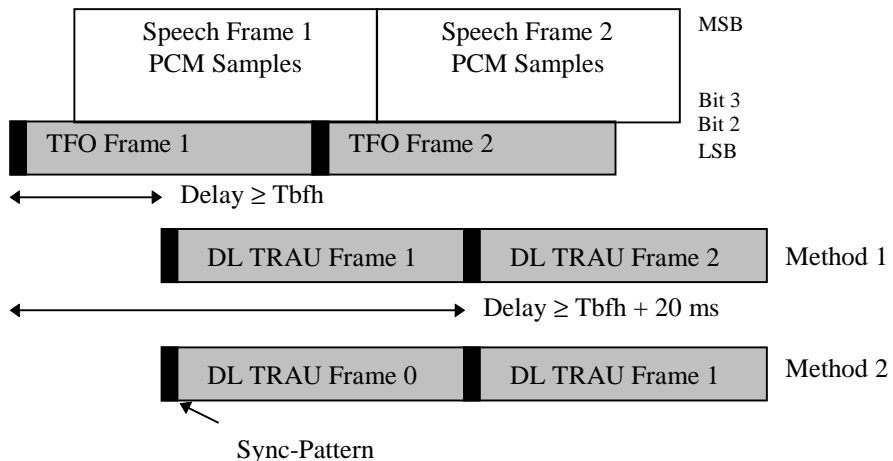 Speech Frame 1
PCM Samples
Speech Frame 2
PCM Samples
MSB
Bit 3
Bit 2
LSB
TFO Frame 1
TFO Frame 2
Delay ≥ Tbfh
DL TRAU Frame 1
DL TRAU Frame 2
Method 1
Delay ≥ Tbfh + 20 ms
DL TRAU Frame 0
DL TRAU Frame 1
Method 2
Sync-Pattern